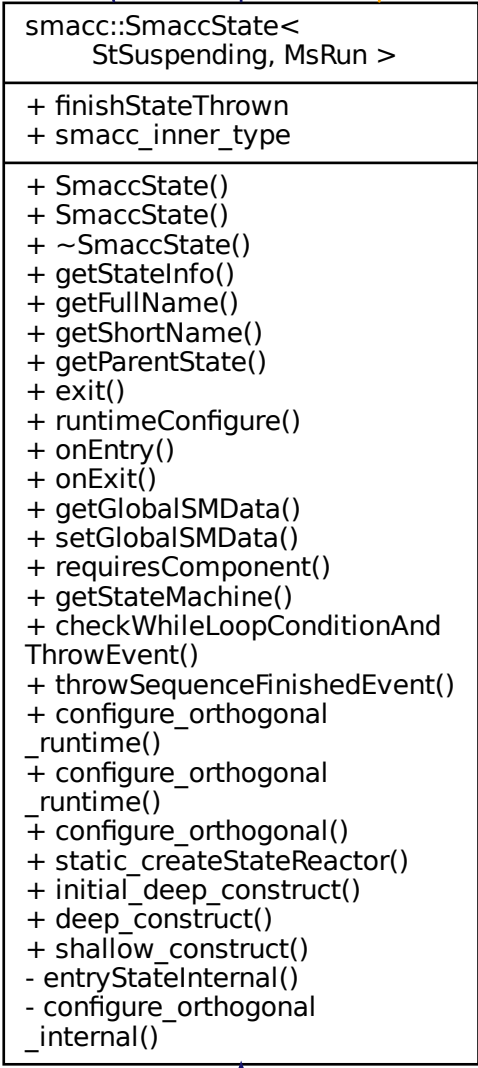 smacc::SmaccState<
StSuspending, MsRun >
+ finishStateThrown
+ smacc_inner_type
+ SmaccState()
+ SmaccState()
+ ~SmaccState()
+ getStateInfo()
+ getFullName()
+ getShortName()
+ getParentState()
+ exit()
+ runtimeConfigure()
+ onEntry()
+ onExit()
+ getGlobalSMData()
+ setGlobalSMData()
+ requiresComponent()
+ getStateMachine()
+ checkWhileLoopConditionAnd
ThrowEvent()
+ throwSequenceFinishedEvent()
+ configure_orthogonal
_runtime()
+ configure_orthogonal
_runtime()
+ configure_orthogonal()
+ static_createStateReactor()
+ initial_deep_construct()
+ deep_construct()
+ shallow_construct()
- entryStateInternal()
- configure_orthogonal
_internal()